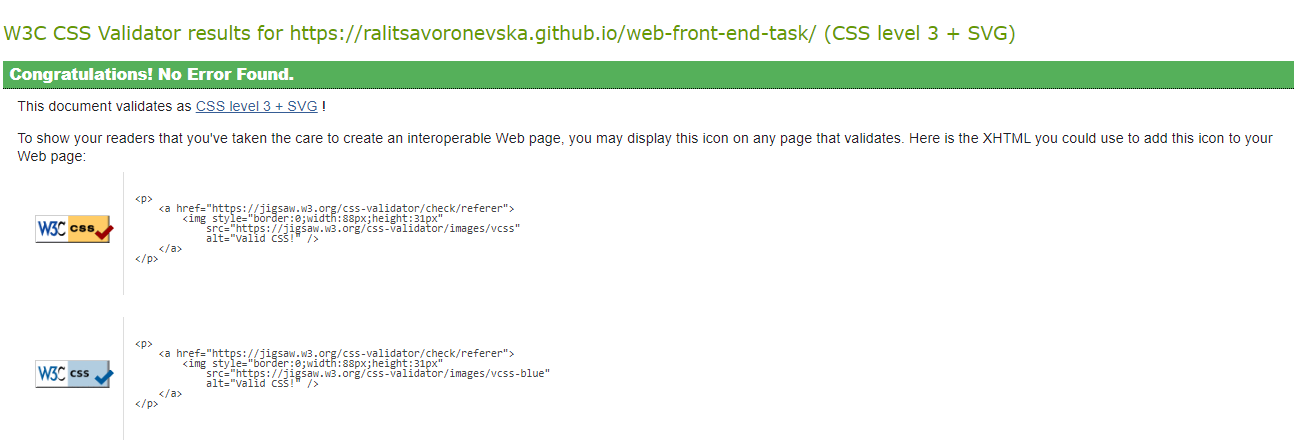 W3C CSS Validator results for https://ralitsavoronevska.github.io/web-front-end-task/ (CSS level 3 + SVG)
Congratulations! No Error Found.
This document validates as CSS level 3 + SVG !
To show your readers that you've taken the care to create an interoperable Web page, you may display this icon on any page that validates. Here is the XHTML you could use to add this icon to your
Web page:
W3C css
<p>
<a href="https://jigsaw.w3.org/css-validator/check/referer">
<img style="border:0;width:88px;height:31px"
src="https://jigsaw.w3.org/css-validator/images/vcss"
alt="Valid CSS!" />
</a>
</p>
W3C css
<p>
<a href="https://jigsaw.w3.org/css-validator/check/referer">
<img style="border:0;width:88px;height:31px"
src="https://jigsaw.w3.org/css-validator/images/vcss-blue"
alt="Valid CSS!" />
</a>
</p>